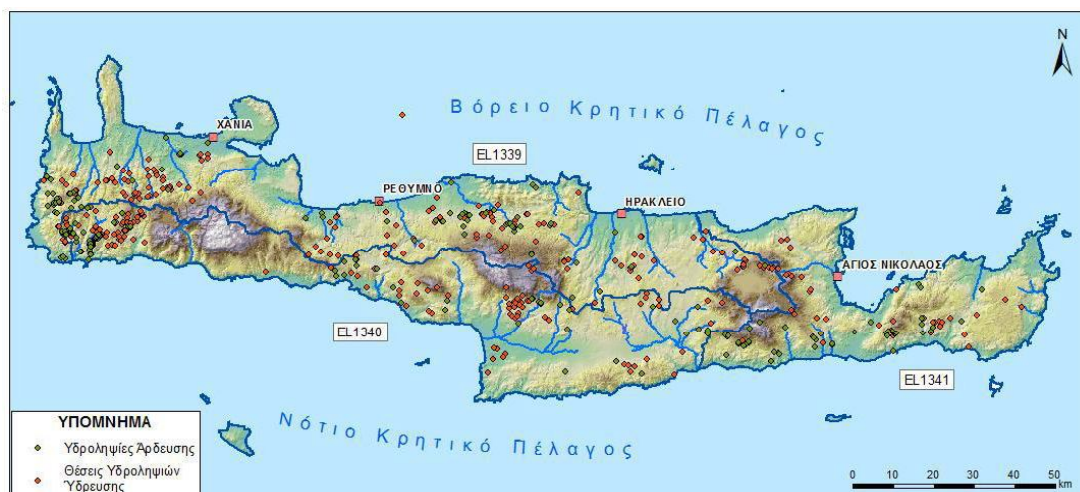 N
Βόρειο Κρητικό Πέλαγος
ΧΑΝΙΑ
EL1339
ΡΕΘΥΜΝΟ
ΗΡΑΚΛΕΙΟ
ΑΓΙΟΣ ΝΙΚΟΛΑΟΣ
EL1340
EL1341
Νότιο Κρητικό Πέλαγος
ΥΠΟΜΝΗΜΑ
Υδροληψίες Άρδευσης
Θέσεις Υδροληψιών
Ύδρευσης
0 10 20 30 40 50
km